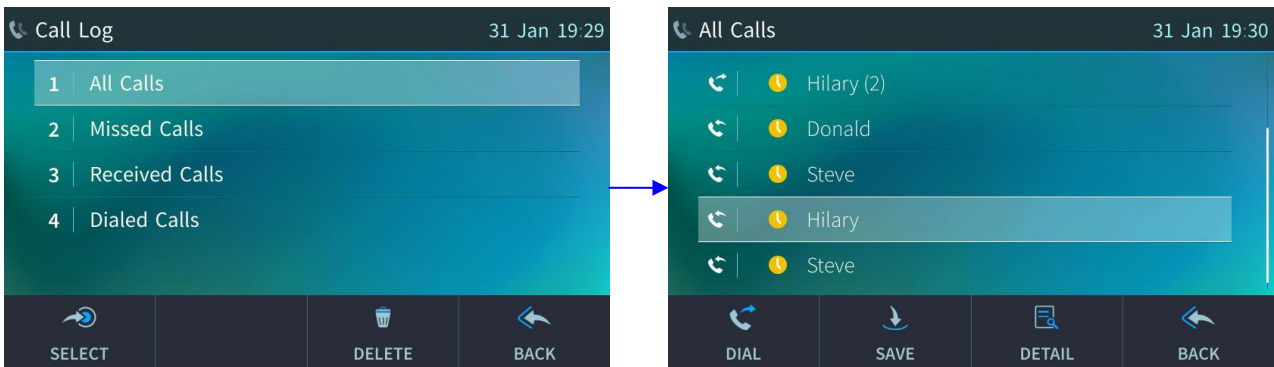 Call Log 31 Jan 19:29
1 All Calls
2 Missed Calls
3 Received Calls
4 Dialed Calls
SELECT DELETE BACK
All Calls 31 Jan 19:30
Hilary (2)
Donald
Steve
Hilary
Steve
DIAL SAVE DETAIL BACK